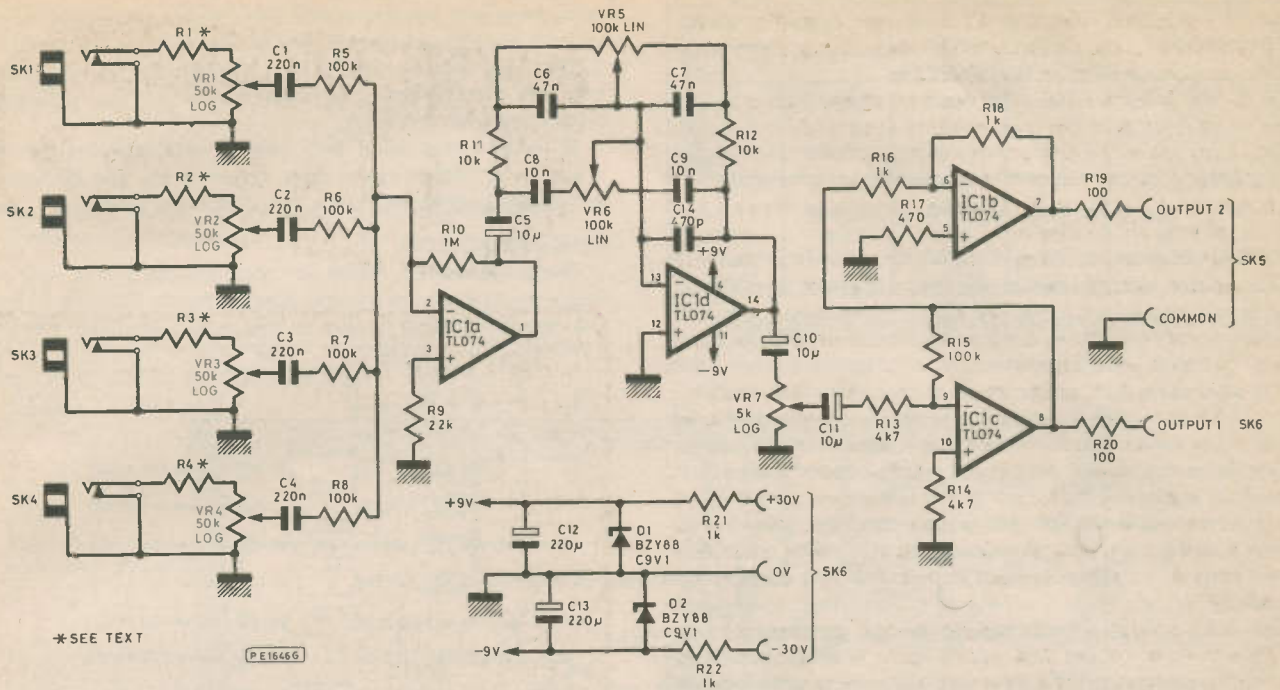 SK1
R1*
VR1
50k
LOG
C1
220n
R5
100k
SK2
R2*
VR2
50k
LOG
C2
220n
R6
100k
SK3
R3*
VR3
50k
LOG
C3
220n
R7
100k
SK4
R4*
VR4
50k
LOG
C4
220n
R8
100k
R10
1M
2
−
IC1a
TL074
3
+
1
R9
22k
VR5
100k LIN
C6
47n
C7
47n
R11
10k
R12
10k
C8
10n
VR6
100k
LIN
C9
10n
C5
10µ
C14
470p
+9V
13
−
4
IC1d
TL074
14
12
+
11
−9V
C10
10µ
VR7
5k
LOG
C11
10µ
R13
4k7
R18
1k
R16
1k
6
−
IC1b
TL074
7
R17
470
5
+
R19
100
OUTPUT 2
SK5
COMMON
R15
100k
9
−
IC1c
TL074
8
10
+
R14
4k7
R20
100
OUTPUT 1 SK6
+9V
R21
1k
+30V
C12
220µ
D1
BZY88
C9V1
0V
SK6
C13
220µ
D2
BZY88
C9V1
−9V
R22
1k
−30V
*SEE TEXT
PE1646G